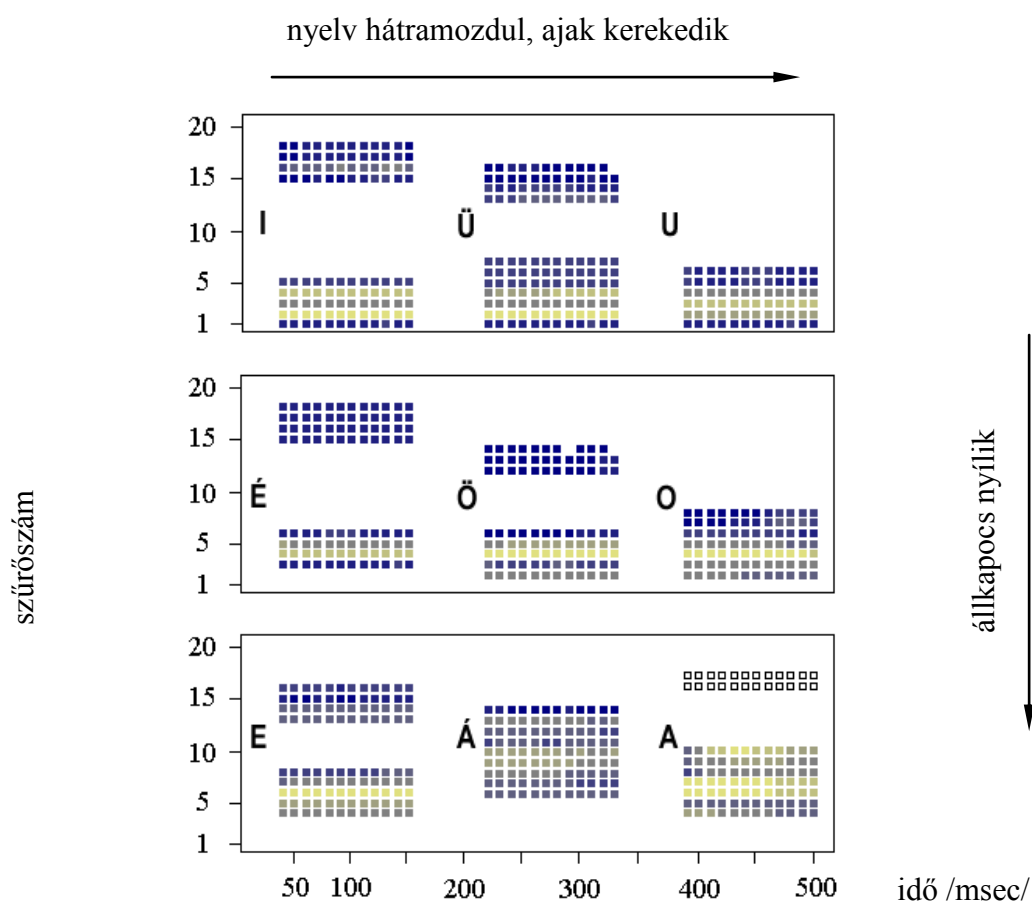 nyelv hátramozdul, ajak kerekedik
20
15
10
5
1
I
Ü
U
20
15
10
5
1
É
Ö
O
20
15
10
5
1
E
Á
A
szűrőszám
állkapocs nyílik
50 100 200 300 400 500
idő /msec/